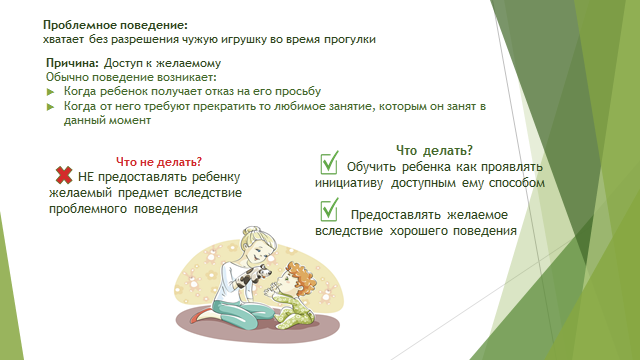 Проблемное поведение:
хватает без разрешения чужую игрушку во время прогулки
Причина: Доступ к желаемому
Обычно поведение возникает:
Когда ребенок получает отказ на его просьбу
Когда от него требуют прекратить то любимое занятие, которым он занят в
данный момент
Что не делать?
НЕ предоставлять ребенку
желаемый предмет вследствие
проблемного поведения
Что делать?
Обучить ребенка как проявлять
инициативу доступным ему способом
Предоставлять желаемое
вследствие хорошего поведения